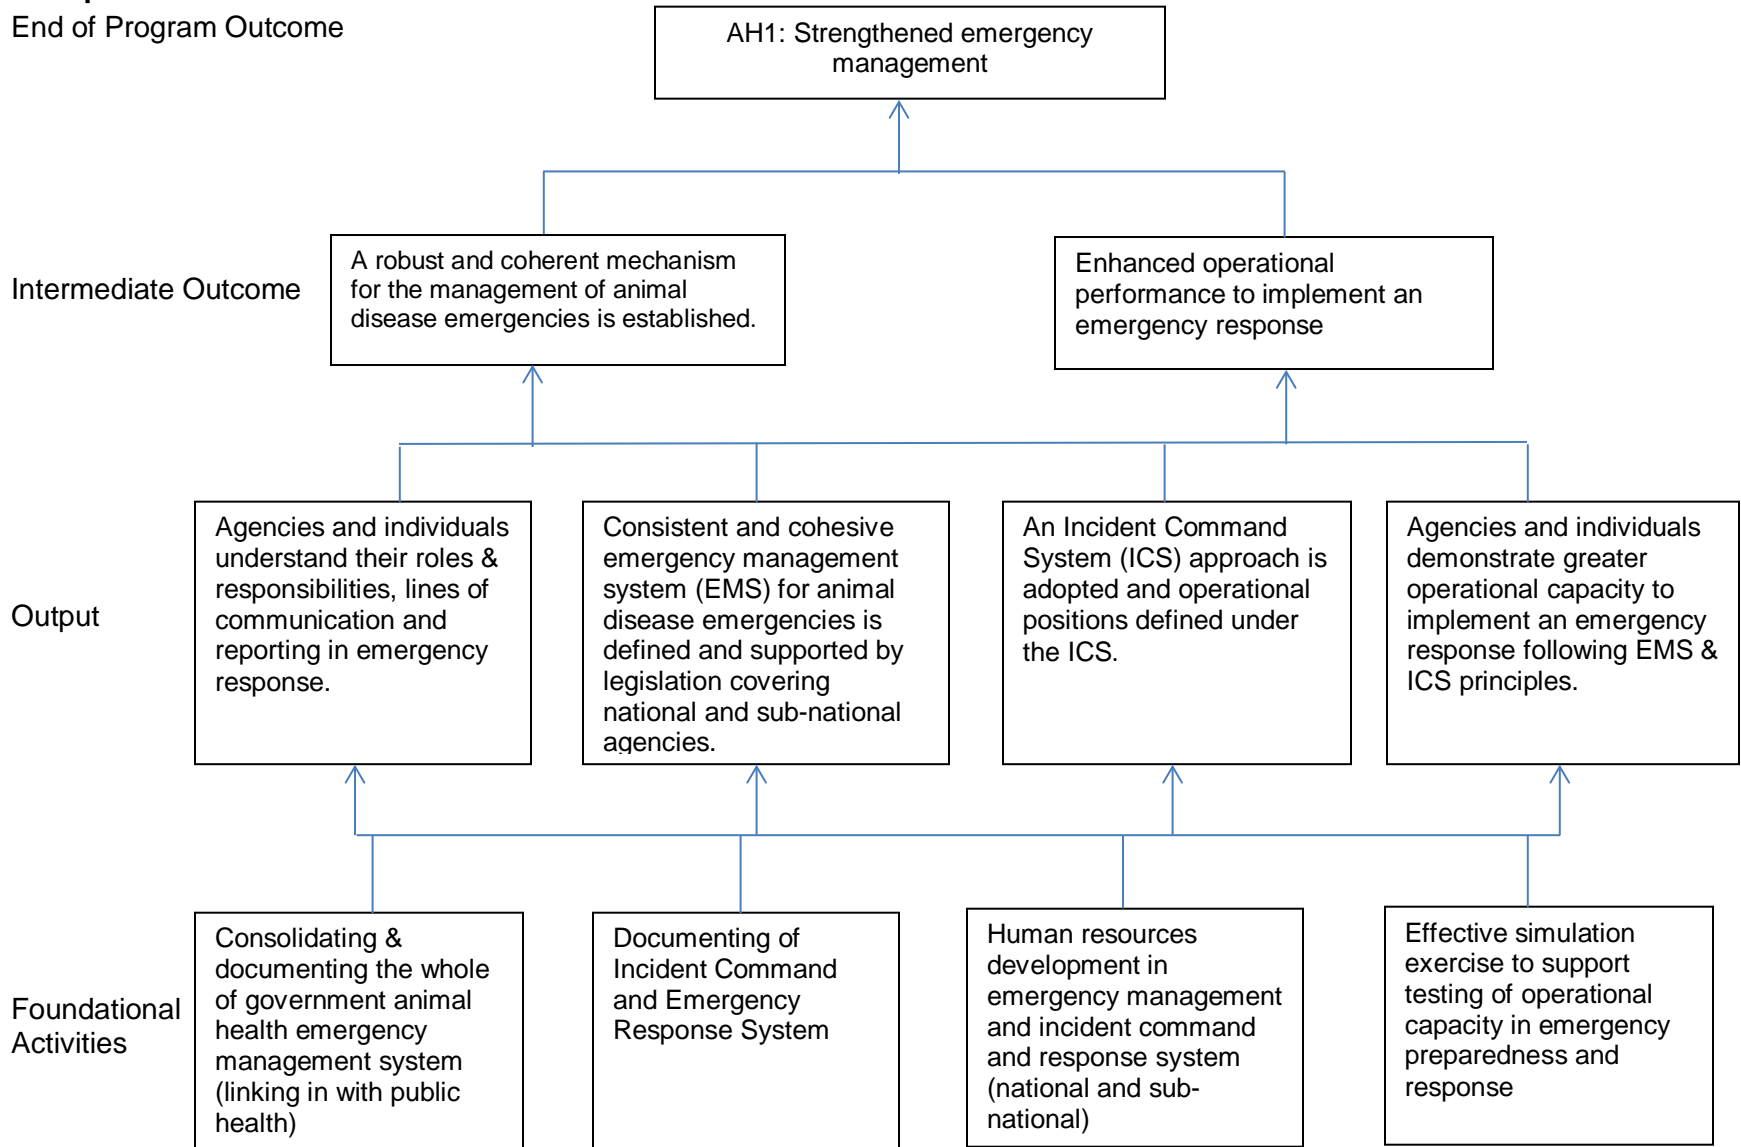 End of Program Outcome
AH1: Strengthened emergency
management
Intermediate Outcome
A robust and coherent mechanism
for the management of animal
disease emergencies is established.
Enhanced operational
performance to implement an
emergency response
Output
Agencies and individuals
understand their roles &
responsibilities, lines of
communication and
reporting in emergency
response.
Consistent and cohesive
emergency management
system (EMS) for animal
disease emergencies is
defined and supported by
legislation covering
national and sub-national
agencies.
An Incident Command
System (ICS) approach is
adopted and operational
positions defined under
the ICS.
Agencies and individuals
demonstrate greater
operational capacity to
implement an emergency
response following EMS &
ICS principles.
Foundational
Activities
Consolidating &
documenting the whole
of government animal
health emergency
management system
(linking in with public
health)
Documenting of
Incident Command
and Emergency
Response System
Human resources
development in
emergency management
and incident command
and response system
(national and sub-
national)
Effective simulation
exercise to support
testing of operational
capacity in emergency
preparedness and
response